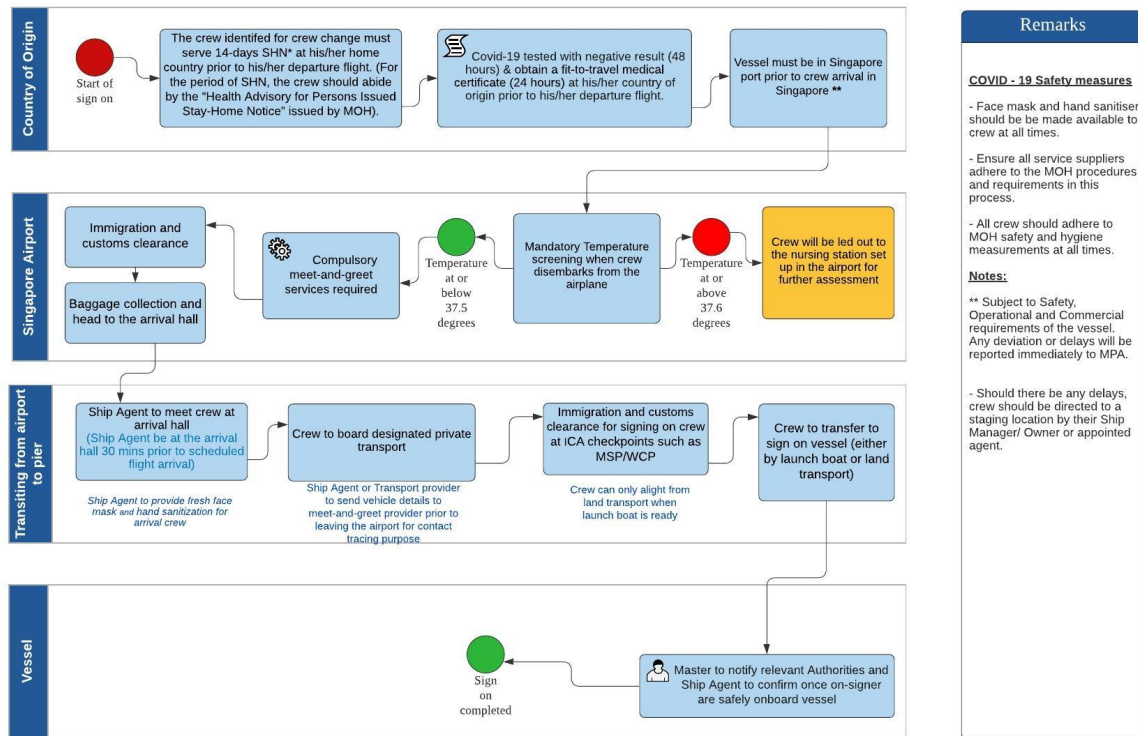 Country of Origin
Start of
sign on
The crew identifed for crew change must
serve 14-days SHN* at his/her home
country prior to his/her departure flight. (For
the period of SHN, the crew should abide
by the "Health Advisory for Persons Issued
Stay-Home Notice" issued by MOH).
Covid-19 tested with negative result (48
hours) & obtain a fit-to-travel medical
certificate (24 hours) at his/her country of
origin prior to his/her departure flight.
Vessel must be in Singapore
port prior to crew arrival in
Singapore **
Singapore Airport
Immigration and
customs clearance
Baggage collection and
head to the arrival hall
Compulsory
meet-and-greet
services required
Temperature
at or
below
37.5
degrees
Mandatory Temperature
screening when crew
disembarks from the
airplane
Temperature
at or
above
37.6
degrees
Crew will be led out to
the nursing station set
up in the airport for
further assessment
Transiting from airport
to pier
Ship Agent to meet crew at
arrival hall
(Ship Agent be at the arrival
hall 30 mins prior to scheduled
flight arrival)
Ship Agent to provide fresh face
mask and hand sanitization for
arrival crew
Crew to board designated private
transport
Ship Agent or Transport provider
to send vehicle details to
meet-and-greet provider prior to
leaving the airport for contact
tracing purpose
Immigration and customs
clearance for signing on crew
at ICA checkpoints such as
MSP/WCP
Crew can only alight from
land transport when
launch boat is ready
Crew to transfer to
sign on vessel (either
by launch boat or land
transport)
Vessel
Sign
on
completed
Master to notify relevant Authorities and
Ship Agent to confirm once on-signer
are safely onboard vessel
Remarks
COVID - 19 Safety measures
- Face mask and hand sanitiser
should be be made available to
crew at all times.
- Ensure all service suppliers
adhere to the MOH procedures
and requirements in this
process.
- All crew should adhere to
MOH safety and hygiene
measurements at all times.
Notes:
** Subject to Safety,
Operational and Commercial
requirements of the vessel.
Any deviation or delays will be
reported immediately to MPA.
- Should there be any delays,
crew should be directed to a
staging location by their Ship
Manager/ Owner or appointed
agent.